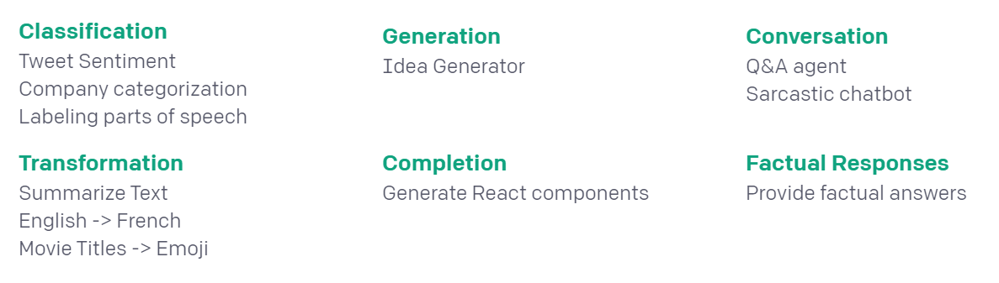 Classification
Tweet Sentiment
Company categorization
Labeling parts of speech
Generation
Idea Generator
Conversation
Q&A agent
Sarcastic chatbot
Transformation
Summarize Text
English -> French
Movie Titles -> Emoji
Completion
Generate React components
Factual Responses
Provide factual answers